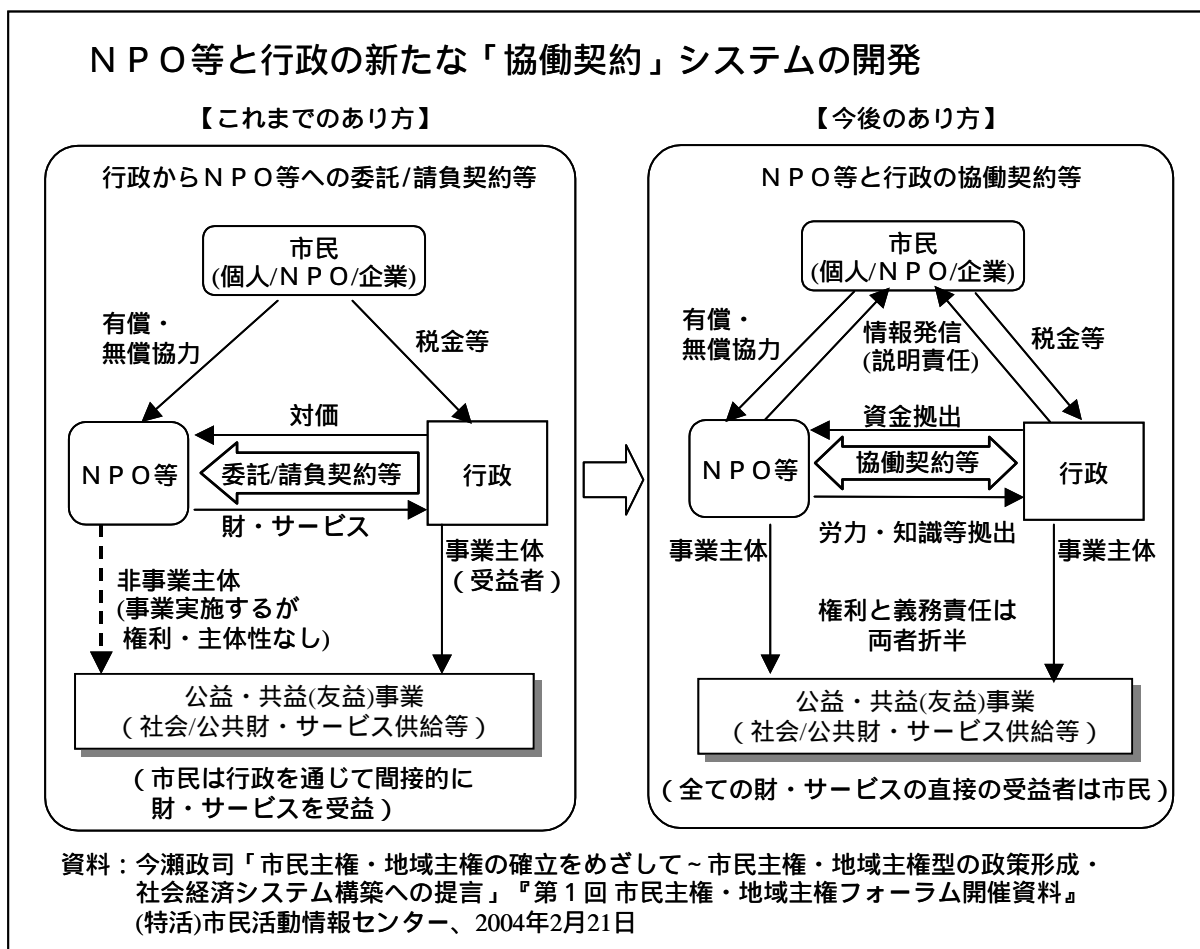 ＮＰＯ等と行政の新たな「協働契約」システムの開発
【これまでのあり方】
行政からＮＰＯ等への委託/請負契約等
市民
(個人/ＮＰＯ/企業)
有償・
無償協力
税金等
対価
ＮＰＯ等
委託/請負契約等
行政
財・サービス
非事業主体
(事業実施するが
権利・主体性なし)
事業主体
（受益者）
公益・共益(友益)事業
（社会/公共財・サービス供給等）
（市民は行政を通じて間接的に
財・サービスを受益）
【今後のあり方】
ＮＰＯ等と行政の協働契約等
市民
(個人/ＮＰＯ/企業)
有償・
無償協力
情報発信
(説明責任)
税金等
資金拠出
ＮＰＯ等
協働契約等
行政
労力・知識等拠出
事業主体
事業主体
権利と義務責任は
両者折半
公益・共益(友益)事業
（社会/公共財・サービス供給等）
（全ての財・サービスの直接の受益者は市民）
資料：今瀬政司「市民主権・地域主権の確立をめざして～市民主権・地域主権型の政策形成・
社会経済システム構築への提言」『第１回 市民主権・地域主権フォーラム開催資料』
(特活)市民活動情報センター、2004年2月21日